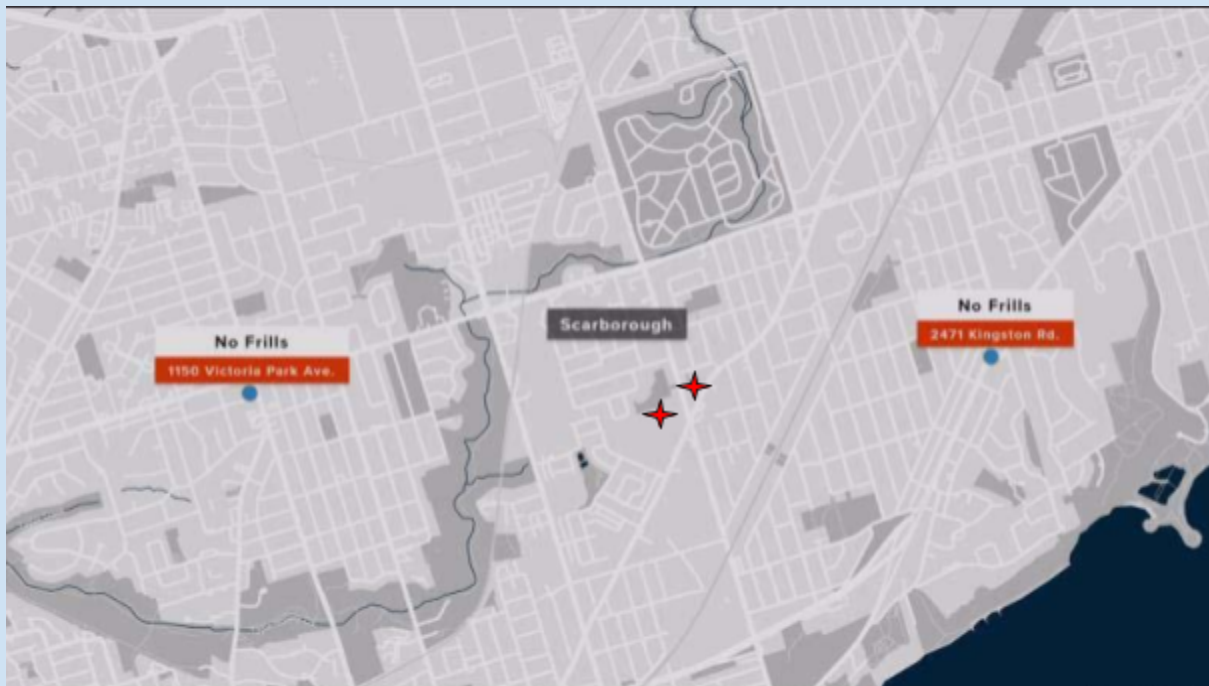 No Frills
1150 Victoria Park Ave.
Scarborough
No Frills
2471 Kingston Rd.